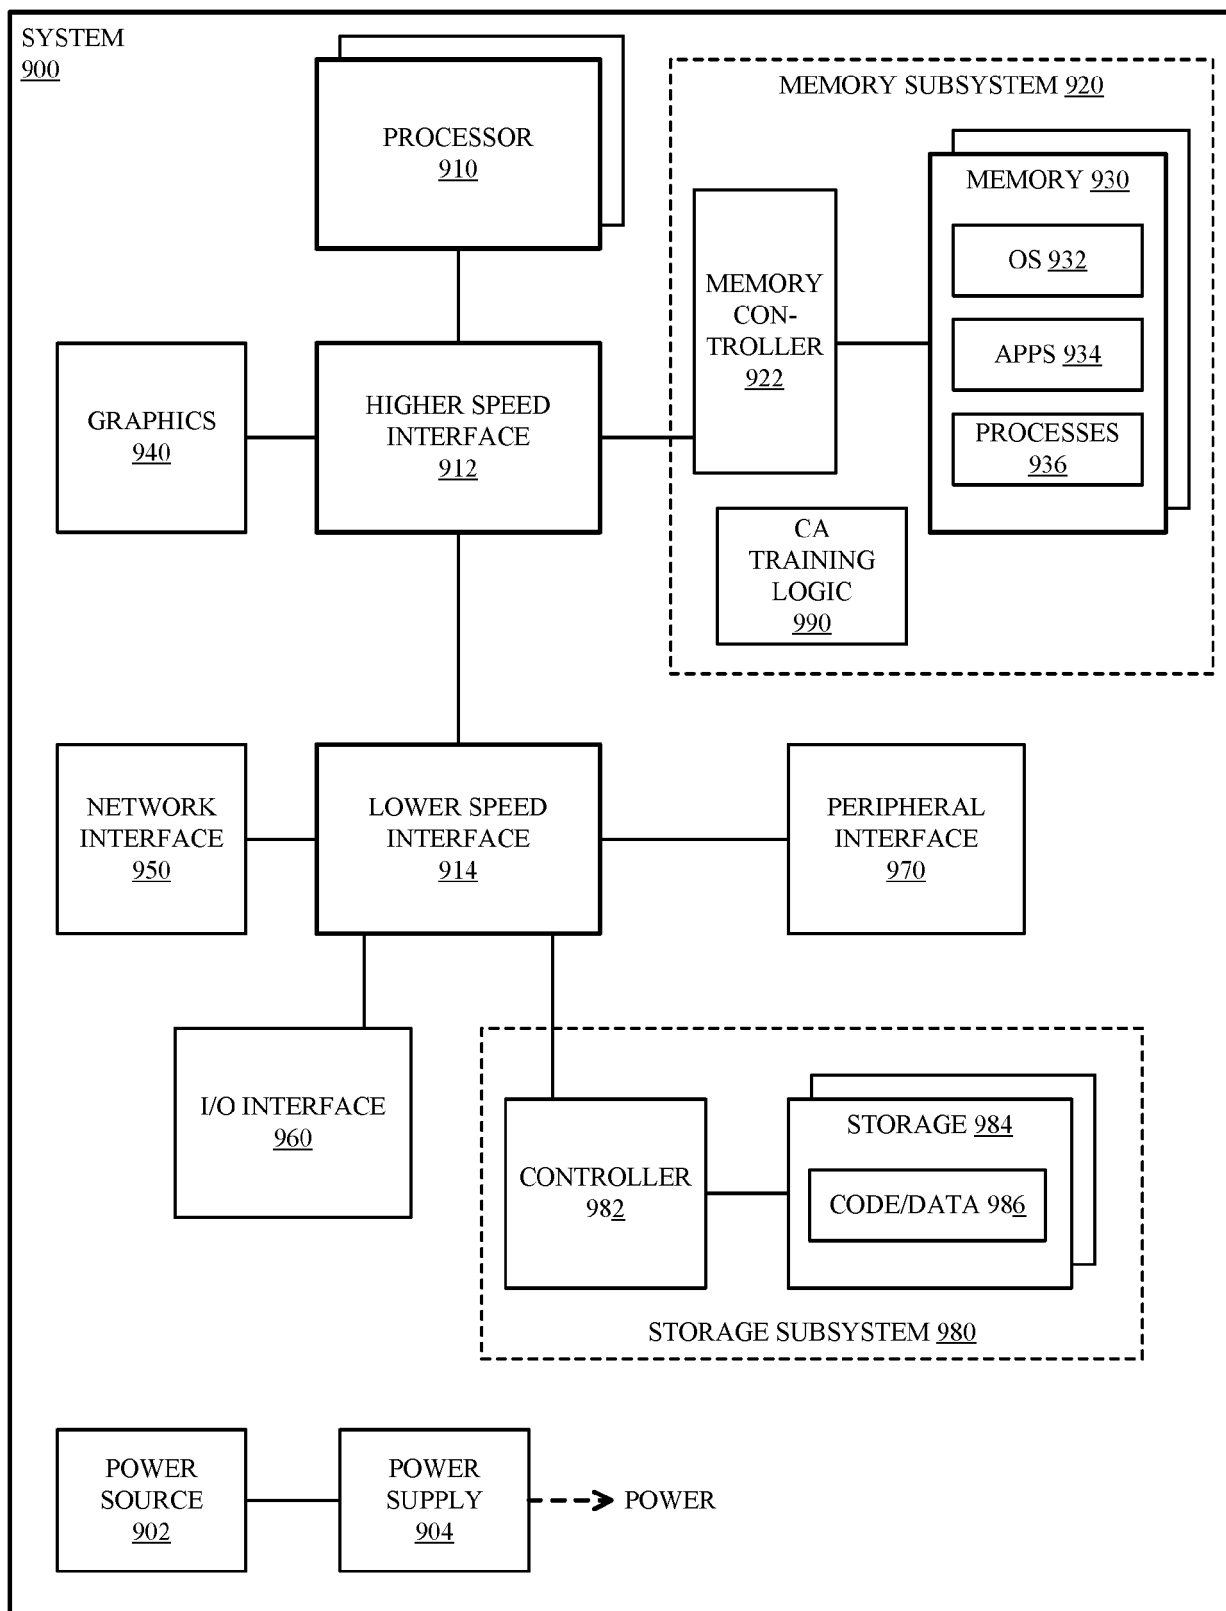 SYSTEM
900
PROCESSOR
910
MEMORY SUBSYSTEM 920
MEMORY 930
OS 932
APPS 934
PROCESSES
936
MEMORY
CON-
TROLLER
922
CA
TRAINING
LOGIC
990
GRAPHICS
940
HIGHER SPEED
INTERFACE
912
NETWORK
INTERFACE
950
LOWER SPEED
INTERFACE
914
PERIPHERAL
INTERFACE
970
I/O INTERFACE
960
CONTROLLER
982
STORAGE 984
CODE/DATA 986
STORAGE SUBSYSTEM 980
POWER
SOURCE
902
POWER
SUPPLY
904
POWER